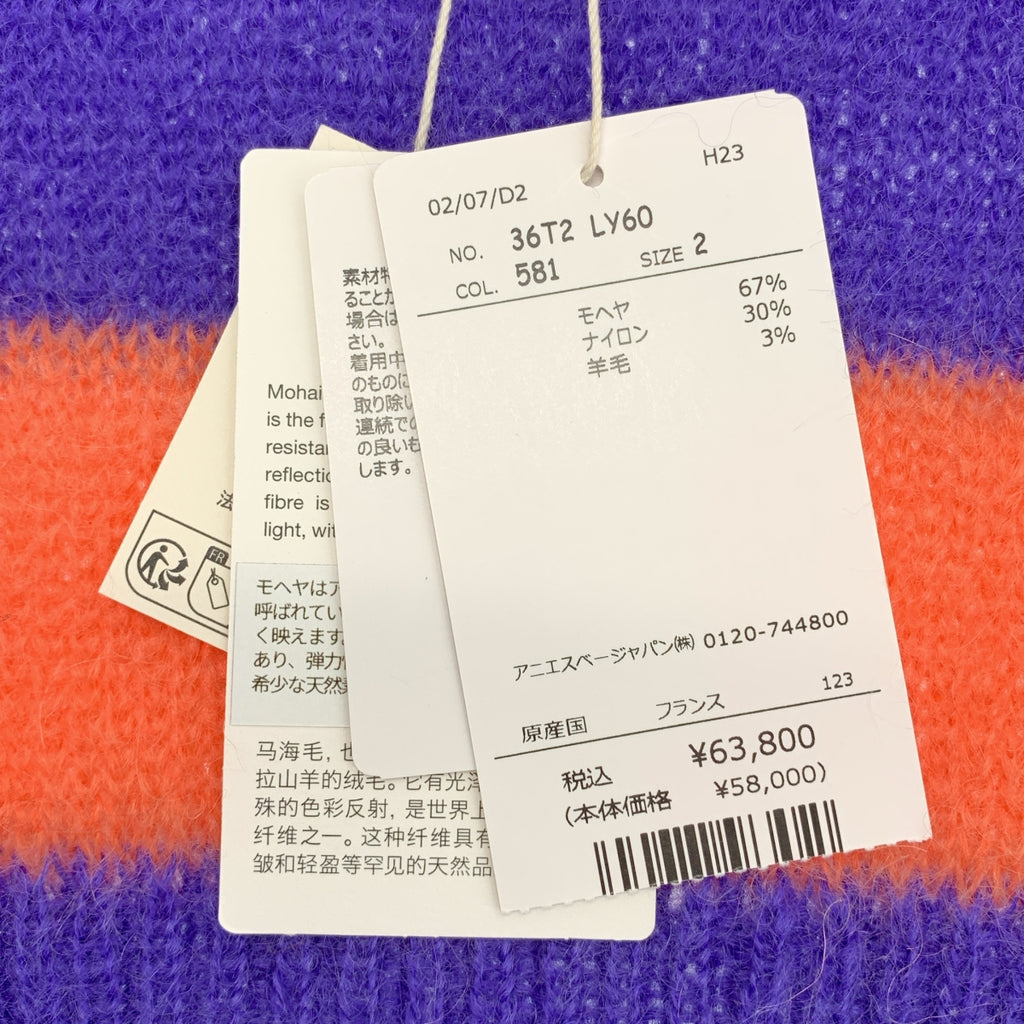 H23
02/07/D2
NO. 36T2 LY60
COL. 581 SIZE 2
モヘヤ 67%
ナイロン 30%
羊毛 3%
アニエスベージャパン㈱ 0120-744800
原産国 フランス 123
税込 ¥63,800
(本体価格 ¥58,000)
素材
ることが
場合は
さい。
着用中
のものに
取り除い
連続での
の良いも
します。
Mohai
is the f
resistan
reflectio
fibre is
light, wit
モヘヤはア
呼ばれてい
く映えます。
あり、弾力
希少な天然
马海毛, 也
拉山羊的绒毛。它有光泽
殊的色彩反射, 是世界上
纤维之一。这种纤维具有
皱和轻盈等罕见的天然品
法
FR